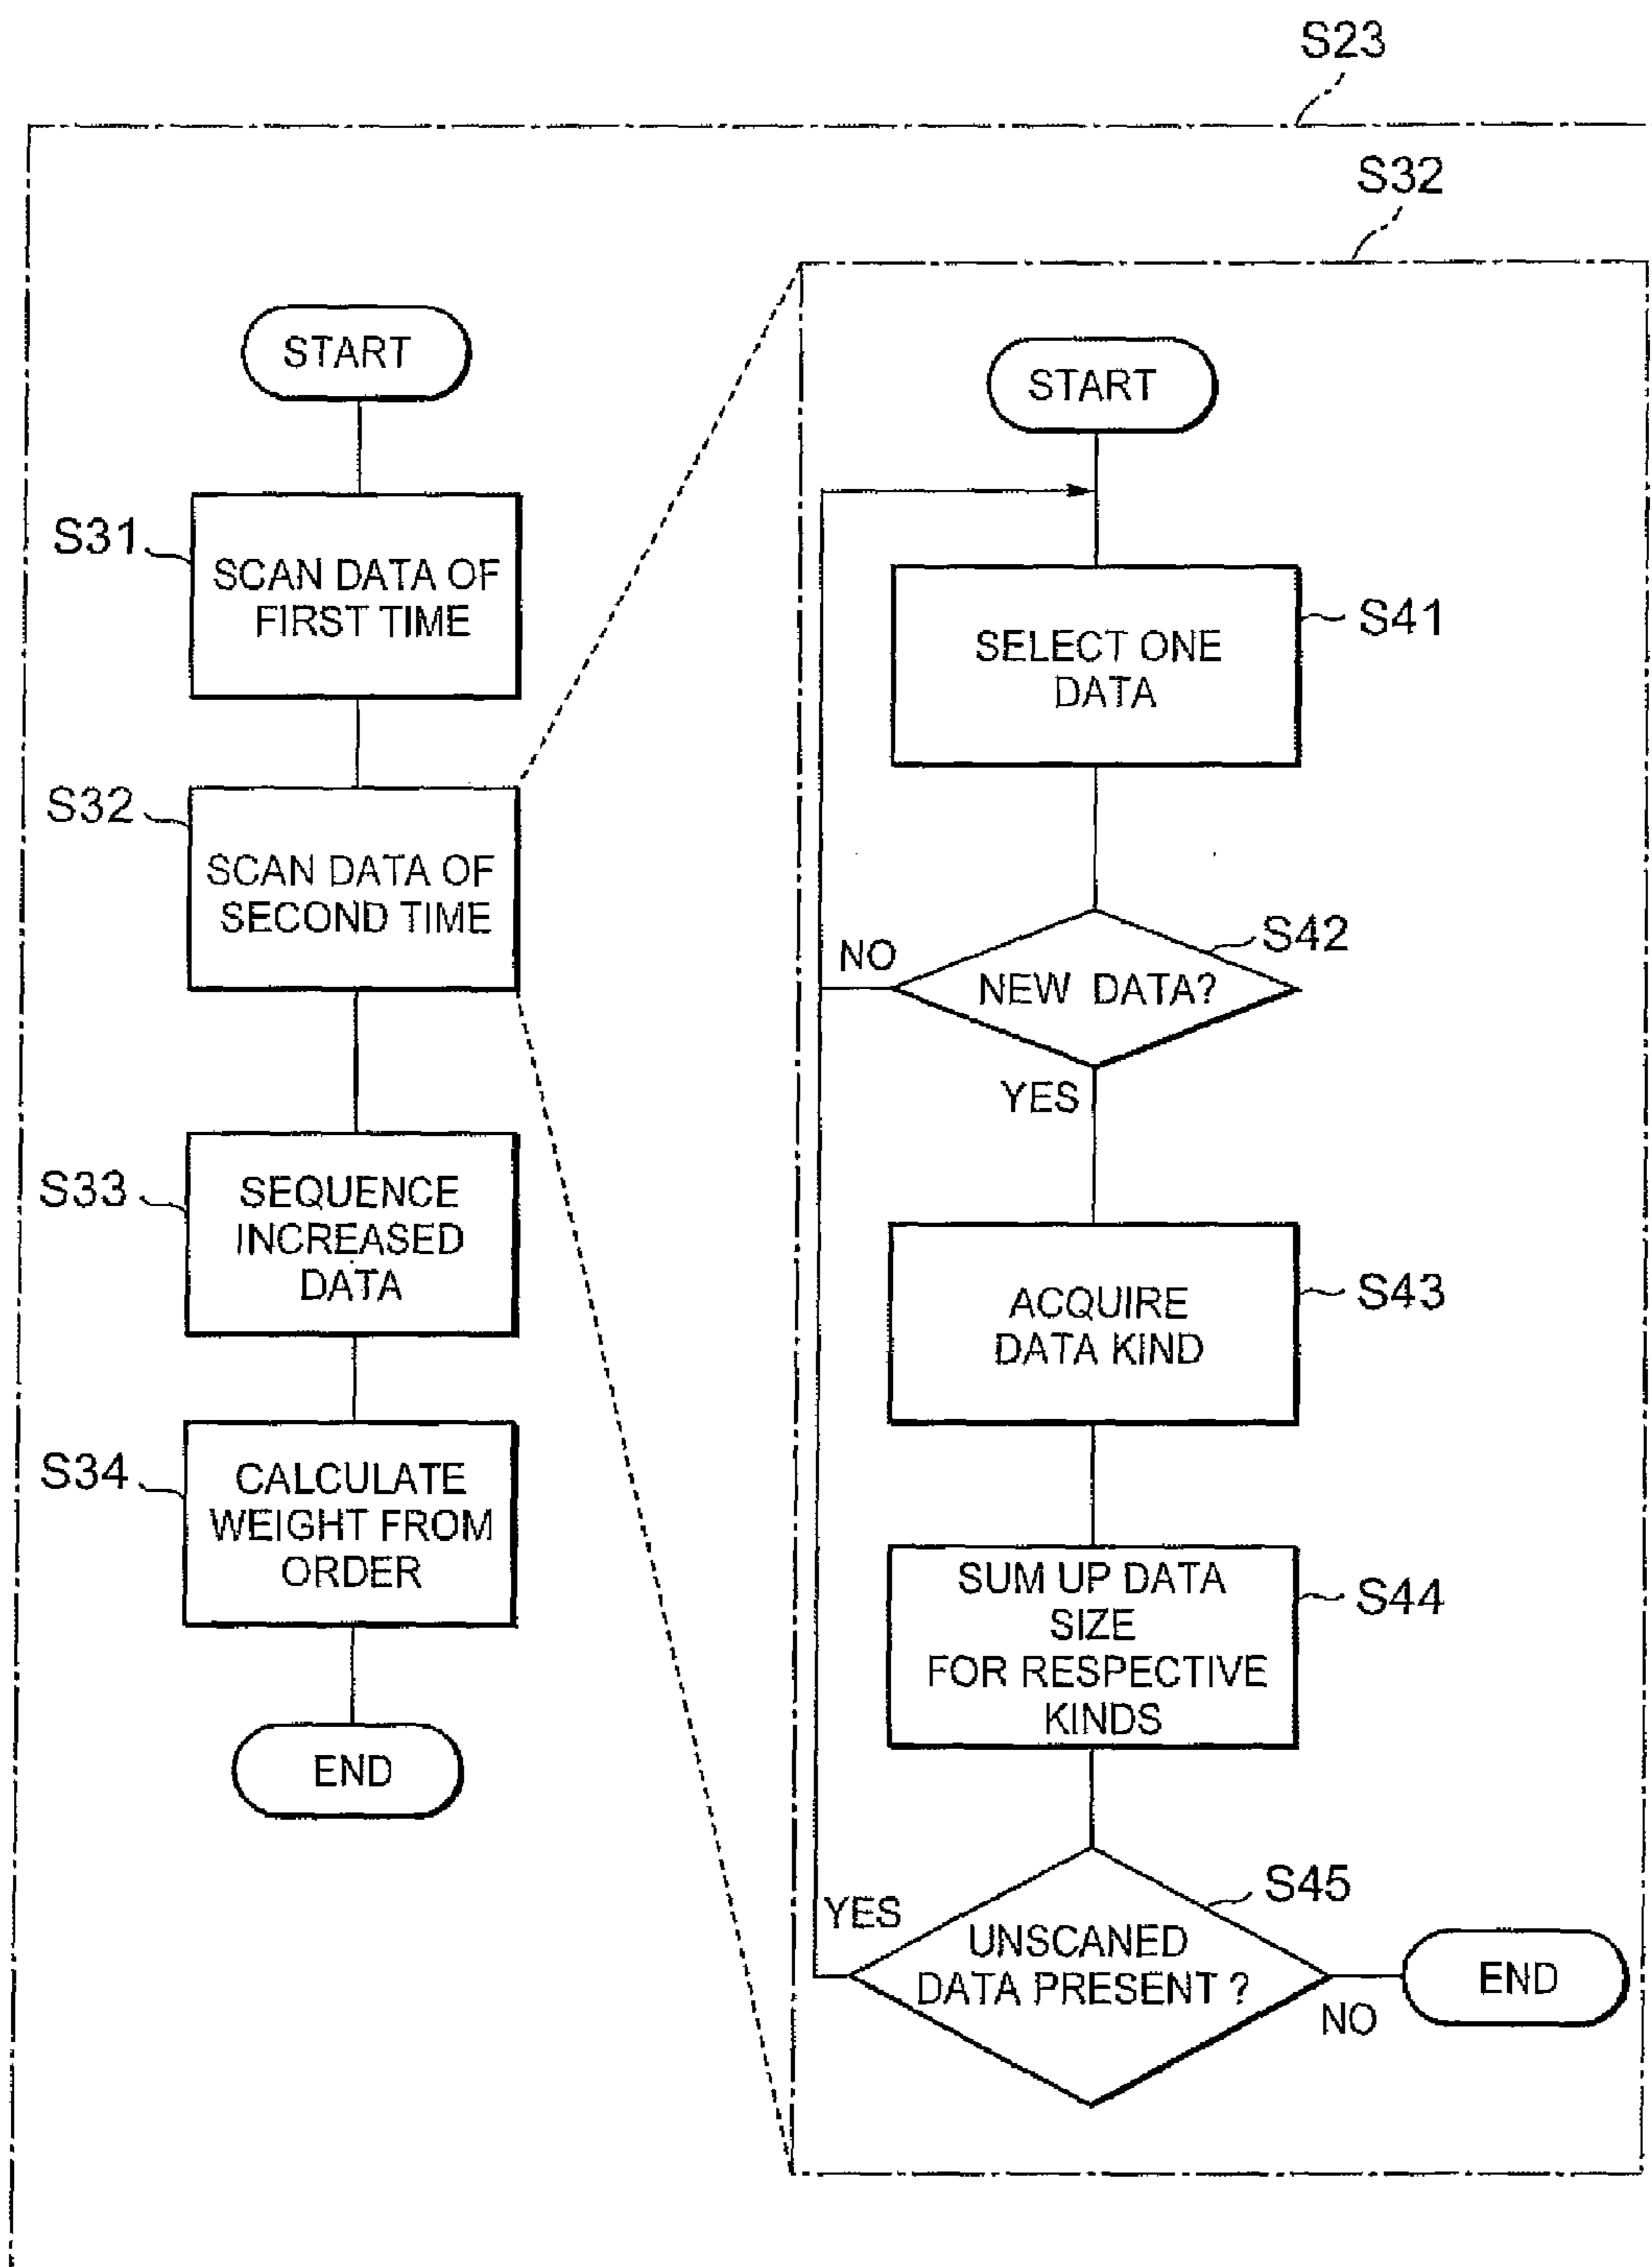 S23
S32
START
S31
SCAN DATA OF
FIRST TIME
S32
SCAN DATA OF
SECOND TIME
S33
SEQUENCE
INCREASED
DATA
S34
CALCULATE
WEIGHT FROM
ORDER
END
START
S41
SELECT ONE
DATA
S42
NO
NEW DATA?
YES
S43
ACQUIRE
DATA KIND
S44
SUM UP DATA
SIZE
FOR RESPECTIVE
KINDS
S45
YES
UNSCANED
DATA PRESENT ?
NO
END